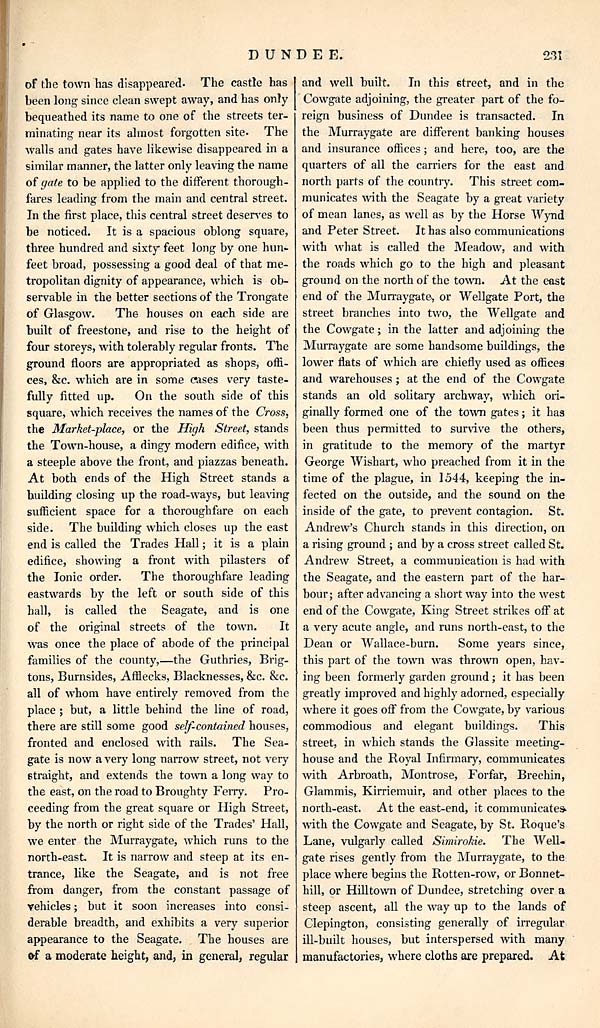 DUNDEE.
231
of the town has disappeared. The castle has
been long since clean swept away, and has only
bequeathed its name to one of the streets ter-
minating near its almost forgotten site. The
walls and gates have likewise disappeared in a
similar manner, the latter only leaving the name
of gate to be applied to the different thorough-
fares leading from the main and central street.
In the first place, this central street deserves to
be noticed. It is a spacious oblong square,
three hundred and sixty feet long by one hun-
feet broad, possessing a good deal of that me-
tropolitan dignity of appearance, which is ob-
servable in the better sections of the Trongate
of Glasgow. The houses on each side are
built of freestone, and rise to the height of
four storeys, with tolerably regular fronts. The
ground floors are appropriated as shops, offi-
ces, &c. which are in some cases very taste-
fully fitted up. On the south side of this
square, which receives the names of the Cross,
the Market-place, or the High Street, stands
the Town-house, a dingy modern edifice, with
a steeple above the front, and piazzas beneath.
At both ends of the High Street stands a
building closing up the road-ways, but leaving
sufficient space for a thoroughfare on each
side. The building which closes up the east
end is called the Trades Hall; it is a plain
edifice, showing a front with pilasters of
the Ionic order. The thoroughfare leading
eastwards by the left or south side of this
hall, is called the Seagate, and is one
of the original streets of the town. It
was once the place of abode of the principal
families of the county,—the Guthries, Brig-
tons, Burnsides, Afflecks, Blacknesses, &c. &c.
all of whom have entirely removed from the
place; but, a little behind the line of road,
there are still some good self-contained houses,
fronted and enclosed with rails. The Sea-
gate is now a very long narrow street, not very
straight, and extends the town a long way to
the east, on the road to Broughty Ferry. Pro-
ceeding from the great square or High Street,
by the north or right side of the Trades' Hall,
we enter the Murraygate, which runs to the
north-east. It is narrow and steep at its en-
trance, like the Seagate, and is not free
from danger, from the constant passage of
vehicles; but it soon increases into consi-
derable breadth, and exhibits a very superior
appearance to the Seagate. The houses are
of a moderate height, and, in general, regular
and well built. In this street, and in the
Cowgate adjoining, the greater part of the fo-
reign business of Dundee is transacted. In
the Murraygate are different banking houses
and insurance offices; and here, too, are the
quarters of all the carriers for the east and
north parts of the country. This street com-
municates with the Seagate by a great variety
of mean lanes, as well as by the Horse Wynd
and Peter Street. It has also communications
with what is called the Meadow, and with
the roads which go to the high and pleasant
ground on the north of the town. At the east
end of the Murraygate, or Wellgate Port, the
street branches into two, the Wellgate and
the Cowgate; in the latter and adjoining the
Murraygate are some handsome buildings, the
lower flats of which are chiefly used as offices
and warehouses; at the end of the Cowgate
stands an old solitary archway, which ori-
ginally formed one of the town gates; it has
been thus permitted to survive the others,
in gratitude to the memory of the martyr
George Wishart, who preached from it in the
time of the plague, in 1544, keeping the in-
fected on the outside, and the sound on the
inside of the gate, to prevent contagion. St.
Andrew's Church stands in this direction, on
a rising ground; and by a cross street called St.
Andrew Street, a communication is had with
the Seagate, and the eastern part of the har-
bour; after advancing a short way into the west
end of the Cowgate, King Street strikes off at
a very acute angle, and runs north-east, to the
Dean or Wallace-burn. Some years since,
this part of the town was thrown open, hav-
ing been formerly garden ground; it has been
greatly improved and highly adorned, especially
where it goes off from the Cowgate, by various
commodious and elegant buildings. This
street, in which stands the Glassite meeting-
house and the Royal Infirmary, communicates
with Arbroath, Montrose, Forfar, Brechin,
Glammis, Kirriemuir, and other places to the
north-east. At the east-end, it communicates
with the Cowgate and Seagate, by St. Roque's
Lane, vulgarly called Simirokie. The Well-
gate rises gently from the Murraygate, to the
place where begins the Rotten-row, or Bonnet-
hill, or Hilltown of Dundee, stretching over a
steep ascent, all the way up to the lands of
Clepington, consisting generally of irregular
ill-built houses, but interspersed with many
manufactories, where cloths are prepared. At